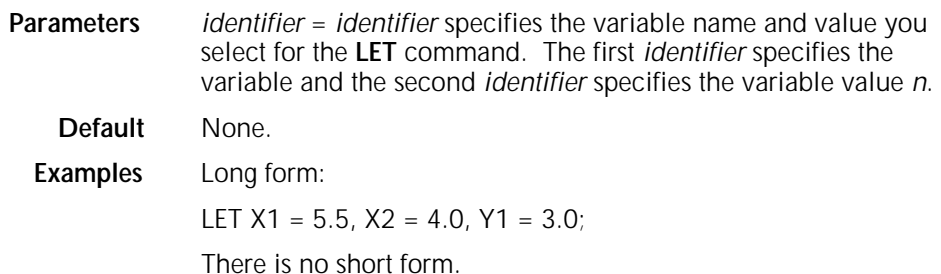 Parameters identifier = identifier specifies the variable name and value you
select for the LET command. The first identifier specifies the
variable and the second identifier specifies the variable value n.
Default None.
Examples Long form:
LET X1 = 5.5, X2 = 4.0, Y1 = 3.0;
There is no short form.